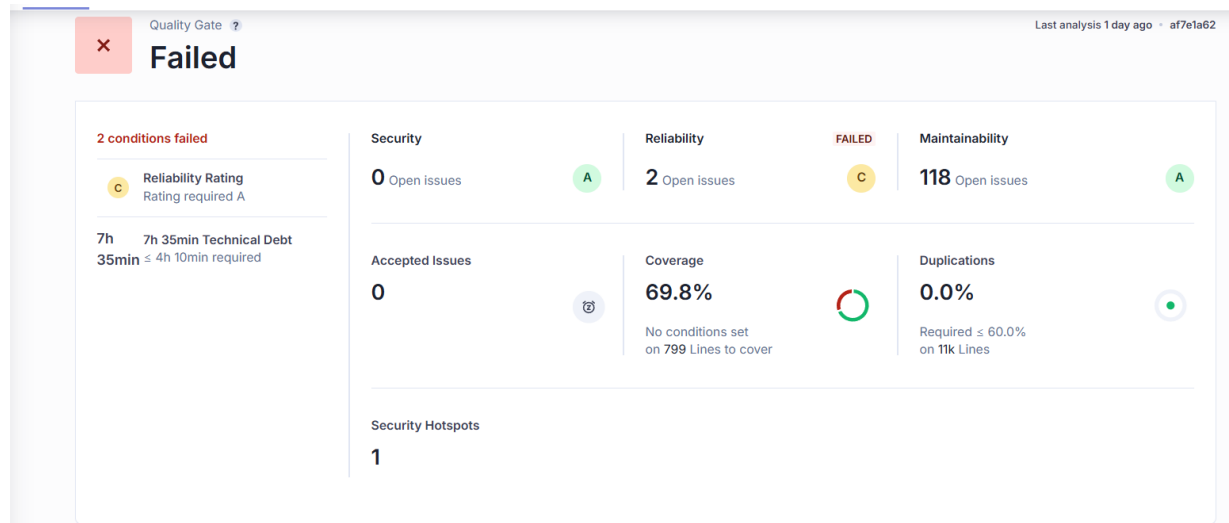 Quality Gate ?
Failed
Last analysis 1 day ago • af7e1a62
2 conditions failed
C
Reliability Rating
Rating required A
7h 35min
7h 35min Technical Debt
≤ 4h 10min required
Security
0 Open issues
A
Reliability
FAILED
2 Open issues
C
Maintainability
118 Open issues
A
Accepted Issues
0
Coverage
69.8%
No conditions set
on 799 Lines to cover
Duplications
0.0%
Required ≤ 60.0%
on 11k Lines
Security Hotspots
1